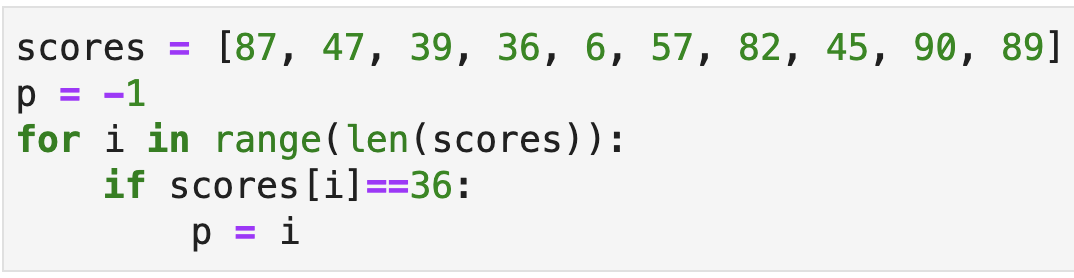 scores = [87, 47, 39, 36, 6, 57, 82, 45, 90, 89]
p = -1
for i in range(len(scores)):
    if scores[i]==36:
        p = i